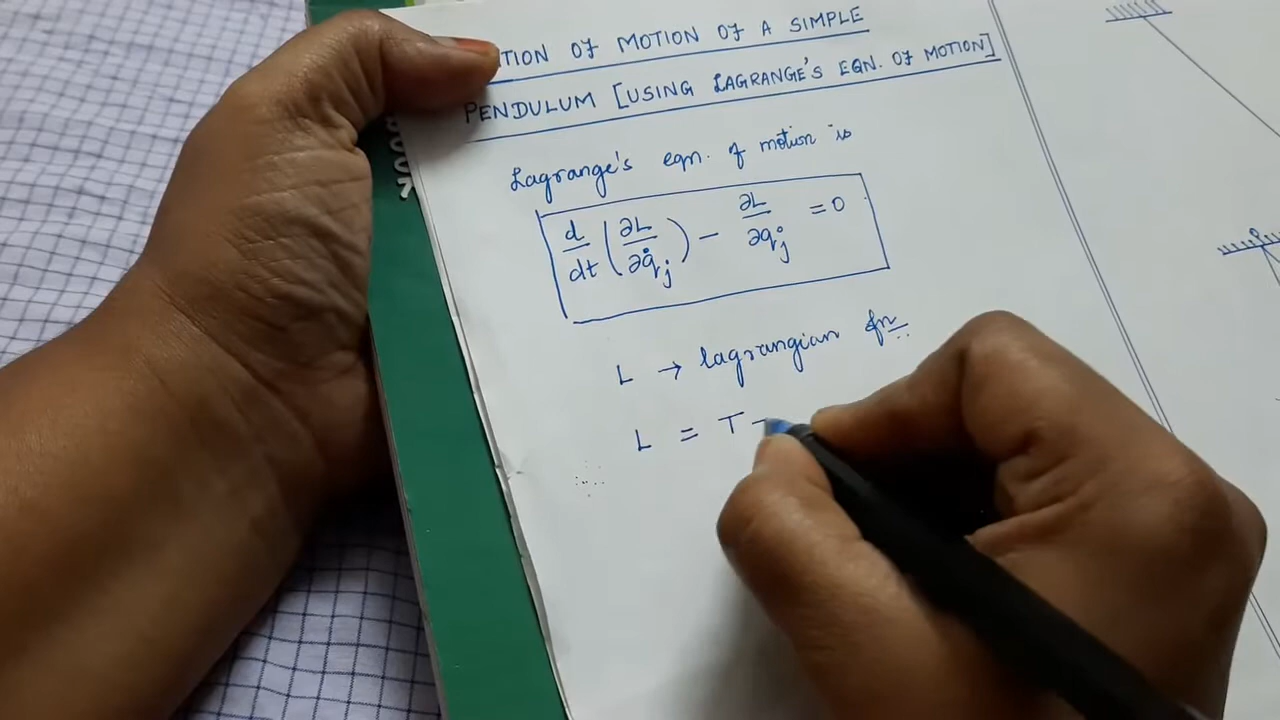 TION OF MOTION OF A SIMPLE
PENDULUM [USING LAGRANGE'S EQN. OF MOTION]
Lagrange's eqn. of motion is
d/dt (∂L/∂q̇j) − ∂L/∂qj = 0
L → lagrangian fn
L = T −